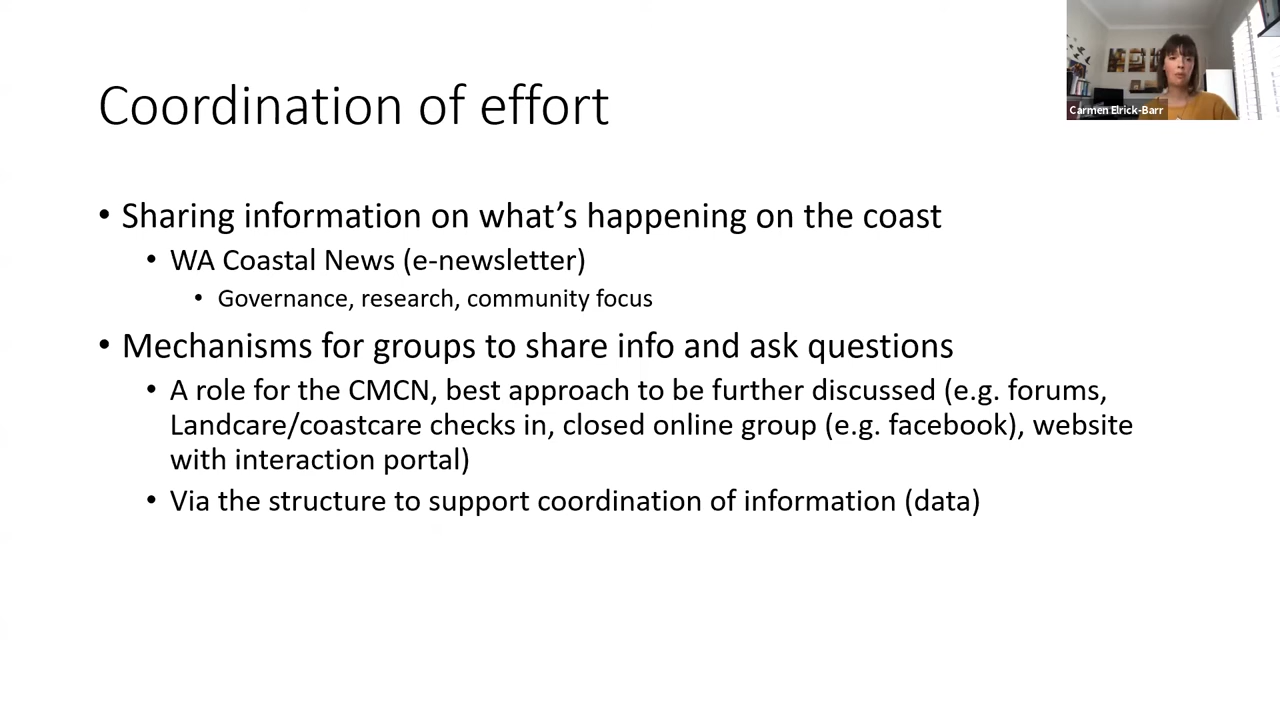 Coordination of effort
Carmen Elrick-Barr
• Sharing information on what's happening on the coast
• WA Coastal News (e-newsletter)
• Governance, research, community focus
• Mechanisms for groups to share info and ask questions
• A role for the CMCN, best approach to be further discussed (e.g. forums,
Landcare/coastcare checks in, closed online group (e.g. facebook), website
with interaction portal)
• Via the structure to support coordination of information (data)